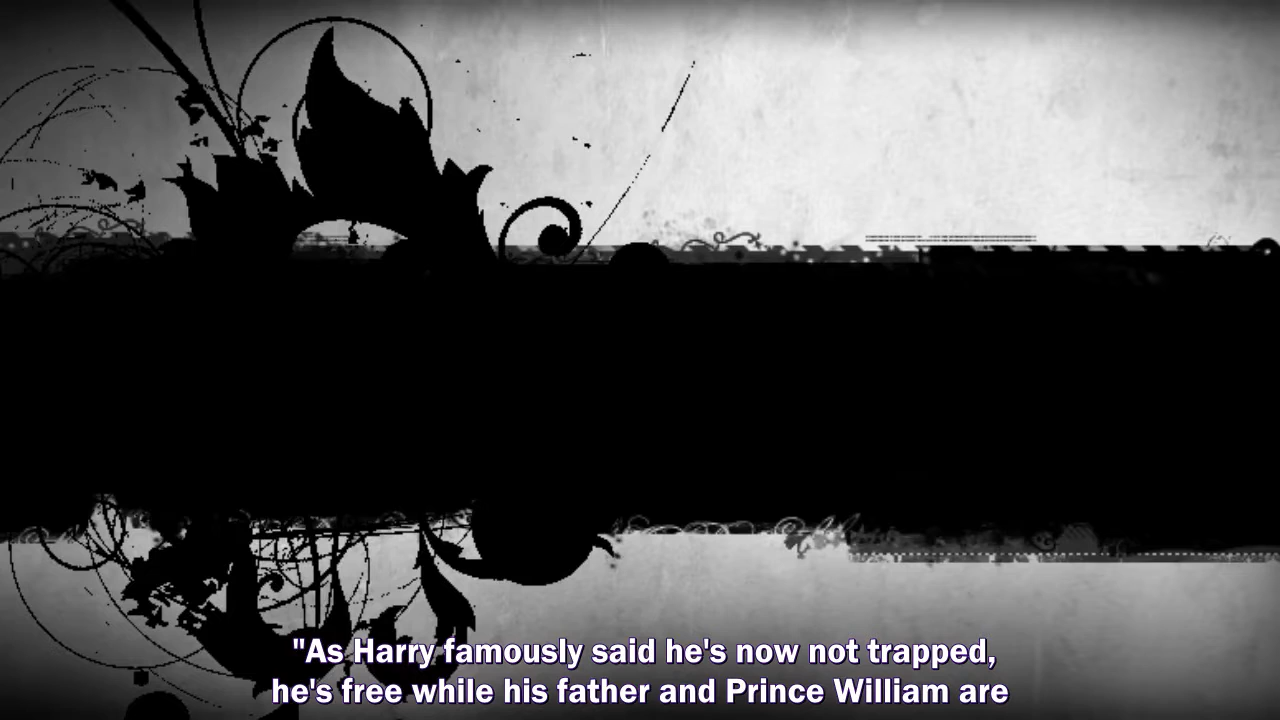 "As Harry famously said he's now not trapped,
he's free while his father and Prince William are